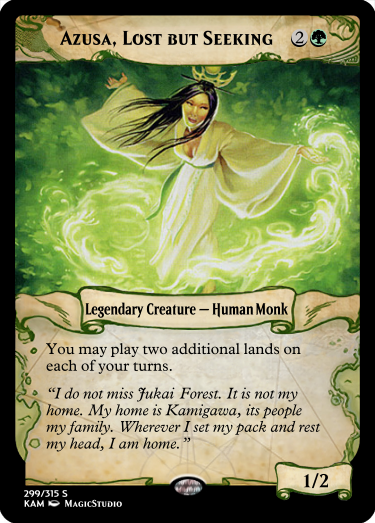 Azusa, Lost but Seeking 2
Legendary Creature — Human Monk
You may play two additional lands on
each of your turns.
“I do not miss Jukai Forest. It is not my
home. My home is Kamigawa, its people
my family. Wherever I set my pack and rest
my head, I am home.”
1/2
299/315 S
KAM MagicStudio